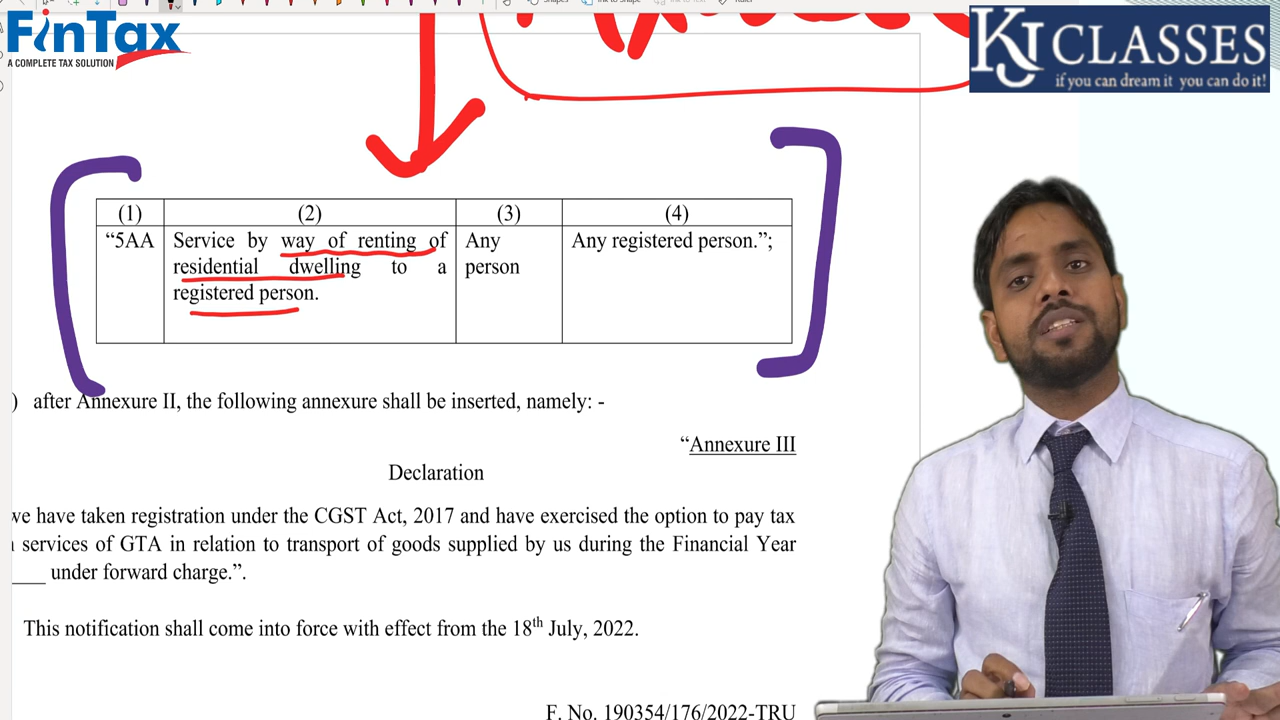 FinTax
A COMPLETE TAX SOLUTION
KJ CLASSES
if you can dream it you can do it!
(1) (2) (3) (4)
“5AA Service by way of renting of Any Any registered person.”;
residential dwelling to a person
registered person.
) after Annexure II, the following annexure shall be inserted, namely: -
“Annexure III
Declaration
we have taken registration under the CGST Act, 2017 and have exercised the option to pay tax
services of GTA in relation to transport of goods supplied by us during the Financial Year
____ under forward charge.”.
This notification shall come into force with effect from the 18th July, 2022.
F. No. 190354/176/2022-TRU